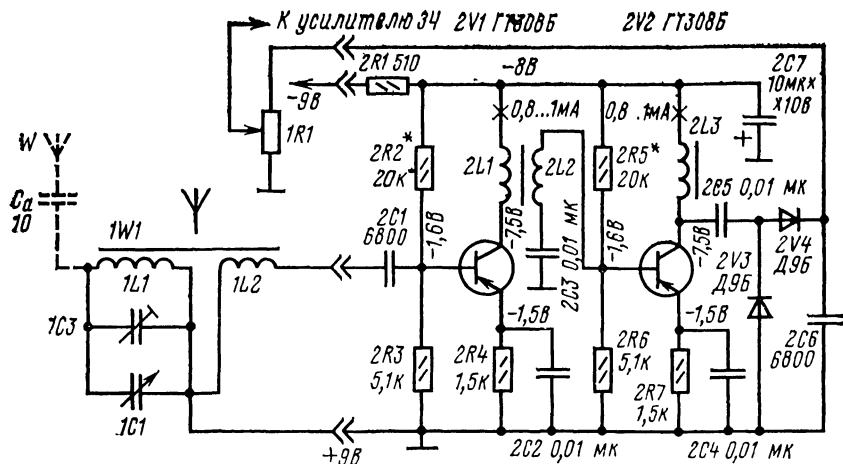 К усилителю ЗЧ 2V1 ГТ308Б 2V2 ГТ308Б
2R1 510
-8В
2C7
10мк×
×10В
-9В
0,8...1мА
0,8 .1мА
1R1
+
W
2R2*
20к
2L1
2L2
2R5*
20к
2L3
Cа
10
2C5 0,01 мк
1W1
2C1
6800
-1,6В
-7,5В
-1,6В
-7,5В
2V3
Д9Б
2V4
Д9Б
1L1
1L2
2C3 0,01 мк
1C3
-1,5В
-1,5В
2C6
6800
2R3
5,1к
2R4
1,5к
2R6
5,1к
2R7
1,5к
1C1
+9В
2C2 0,01 мк
2C4 0,01 мк